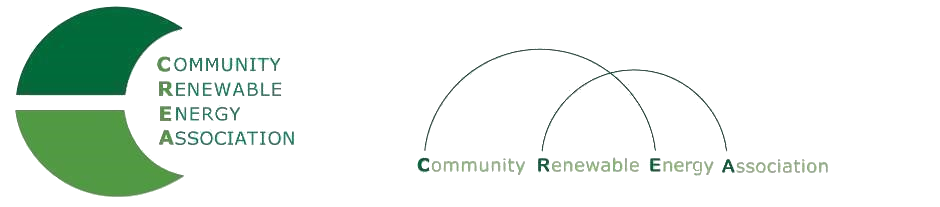 COMMUNITY
RENEWABLE
ENERGY
ASSOCIATION
Community Renewable Energy Association